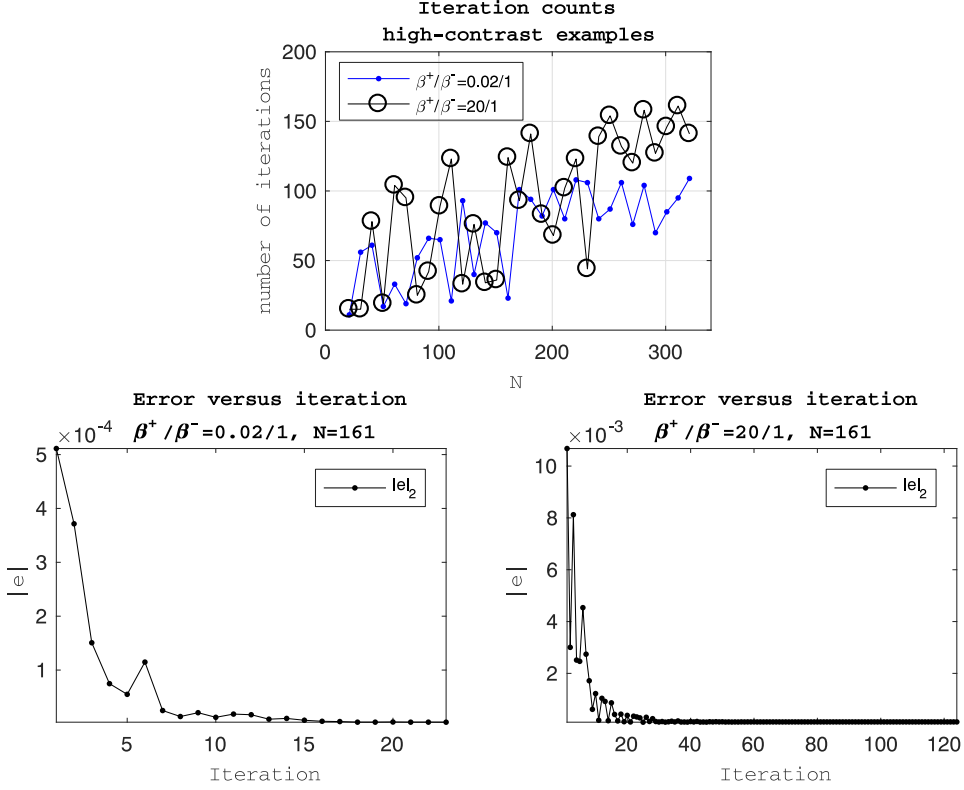 Iteration counts
high-contrast examples
200
150
100
50
0
number of iterations
β⁺/β⁻=0.02/1
β⁺/β⁻=20/1
0 100 200 300
N
Error versus iteration
β⁺/β⁻=0.02/1, N=161
×10⁻⁴
5
4
3
2
1
|e|
|e|₂
5 10 15 20
Iteration
Error versus iteration
β⁺/β⁻=20/1, N=161
×10⁻³
10
8
6
4
2
|e|
|e|₂
20 40 60 80 100 120
Iteration